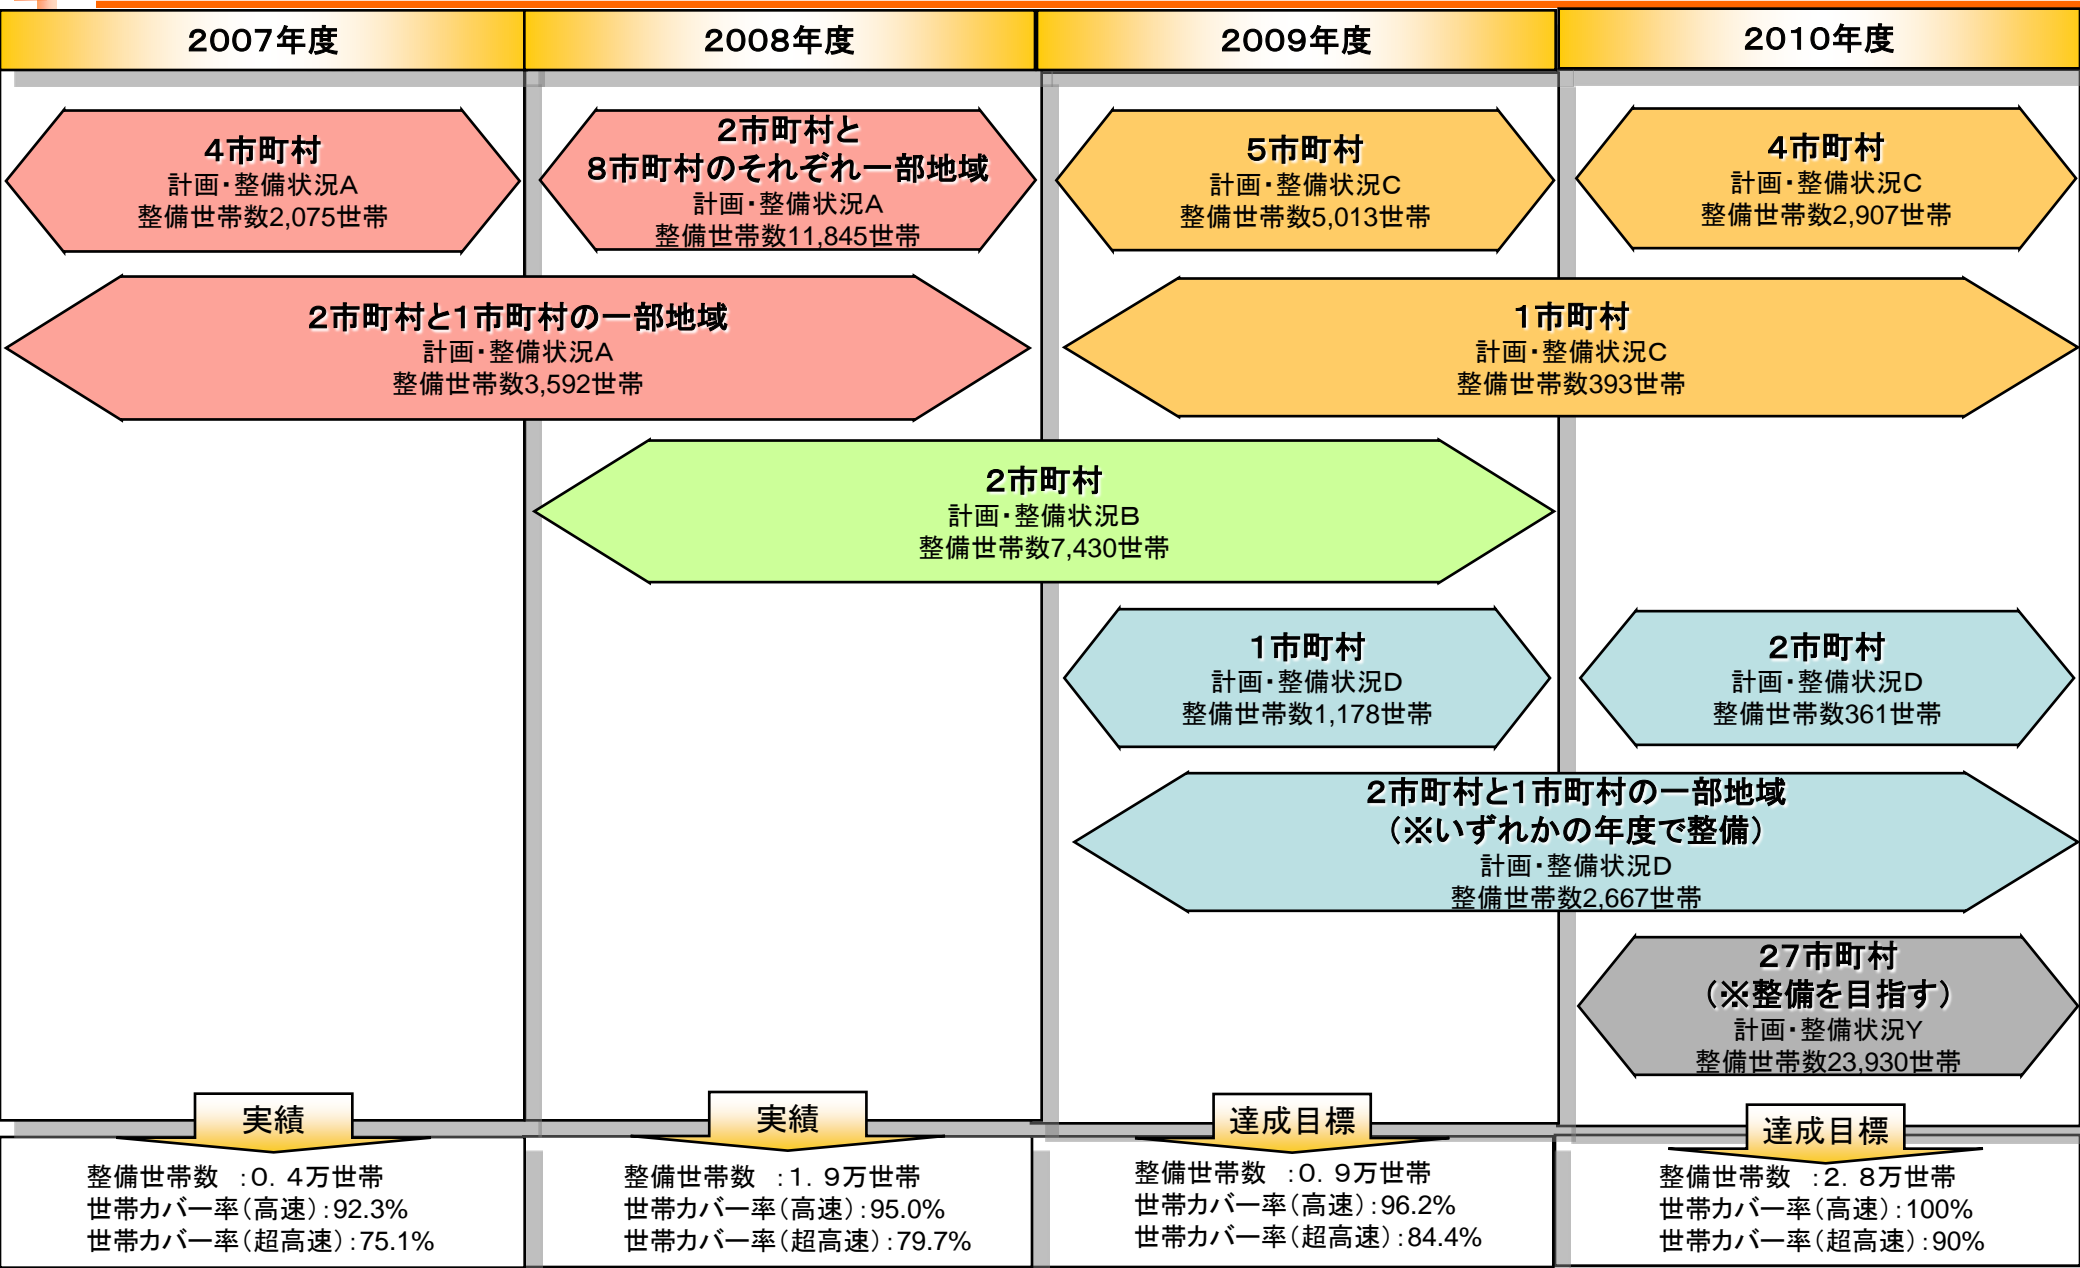 2007年度
2008年度
2009年度
2010年度
4市町村
計画・整備状況A
整備世帯数2,075世帯
2市町村と
8市町村のそれぞれ一部地域
計画・整備状況A
整備世帯数11,845世帯
5市町村
計画・整備状況C
整備世帯数5,013世帯
4市町村
計画・整備状況C
整備世帯数2,907世帯
2市町村と1市町村の一部地域
計画・整備状況A
整備世帯数3,592世帯
1市町村
計画・整備状況C
整備世帯数393世帯
2市町村
計画・整備状況B
整備世帯数7,430世帯
1市町村
計画・整備状況D
整備世帯数1,178世帯
2市町村
計画・整備状況D
整備世帯数361世帯
2市町村と1市町村の一部地域
(※いずれかの年度で整備)
計画・整備状況D
整備世帯数2,667世帯
27市町村
(※整備を目指す)
計画・整備状況Y
整備世帯数23,930世帯
実績
整備世帯数 :0.4万世帯
世帯カバー率(高速):92.3%
世帯カバー率(超高速):75.1%
実績
整備世帯数 :1.9万世帯
世帯カバー率(高速):95.0%
世帯カバー率(超高速):79.7%
達成目標
整備世帯数 :0.9万世帯
世帯カバー率(高速):96.2%
世帯カバー率(超高速):84.4%
達成目標
整備世帯数 :2.8万世帯
世帯カバー率(高速):100%
世帯カバー率(超高速):90%